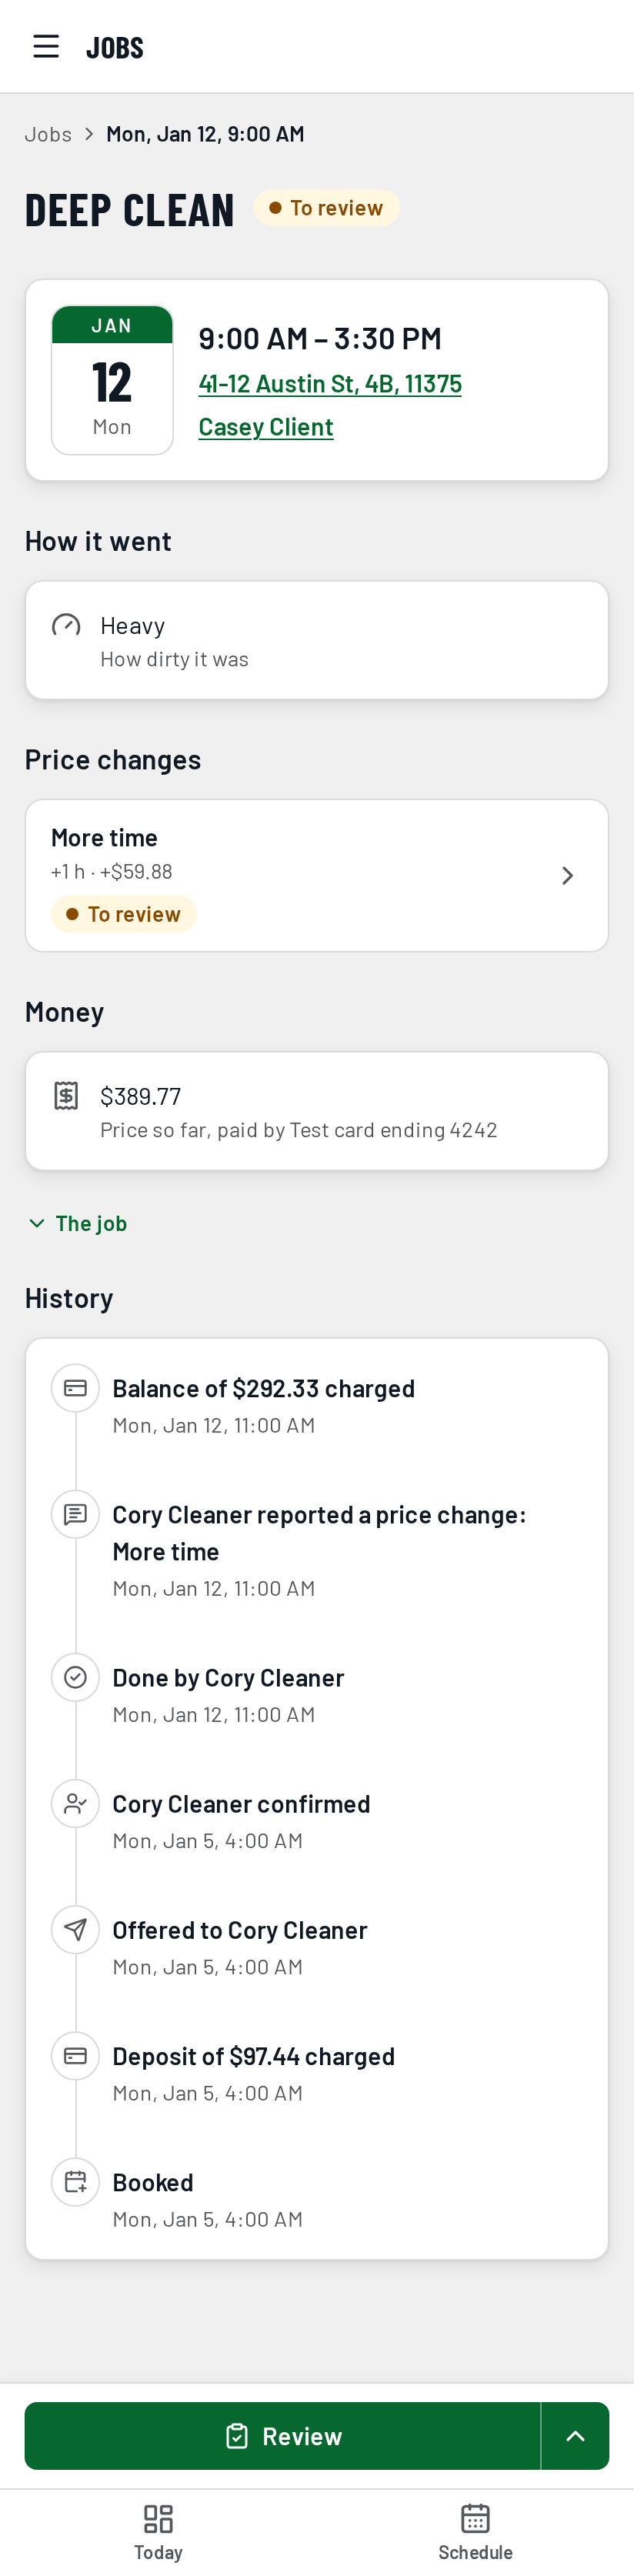 JOBS
Jobs > Mon, Jan 12, 9:00 AM
DEEP CLEAN
To review
JAN
12
Mon
9:00 AM – 3:30 PM
41-12 Austin St, 4B, 11375
Casey Client
How it went
Heavy
How dirty it was
Price changes
More time
+1 h · +$59.88
To review
Money
$389.77
Price so far, paid by Test card ending 4242
The job
History
Balance of $292.33 charged
Mon, Jan 12, 11:00 AM
Cory Cleaner reported a price change:
More time
Mon, Jan 12, 11:00 AM
Done by Cory Cleaner
Mon, Jan 12, 11:00 AM
Cory Cleaner confirmed
Mon, Jan 5, 4:00 AM
Offered to Cory Cleaner
Mon, Jan 5, 4:00 AM
Deposit of $97.44 charged
Mon, Jan 5, 4:00 AM
Booked
Mon, Jan 5, 4:00 AM
Review
Today
Schedule